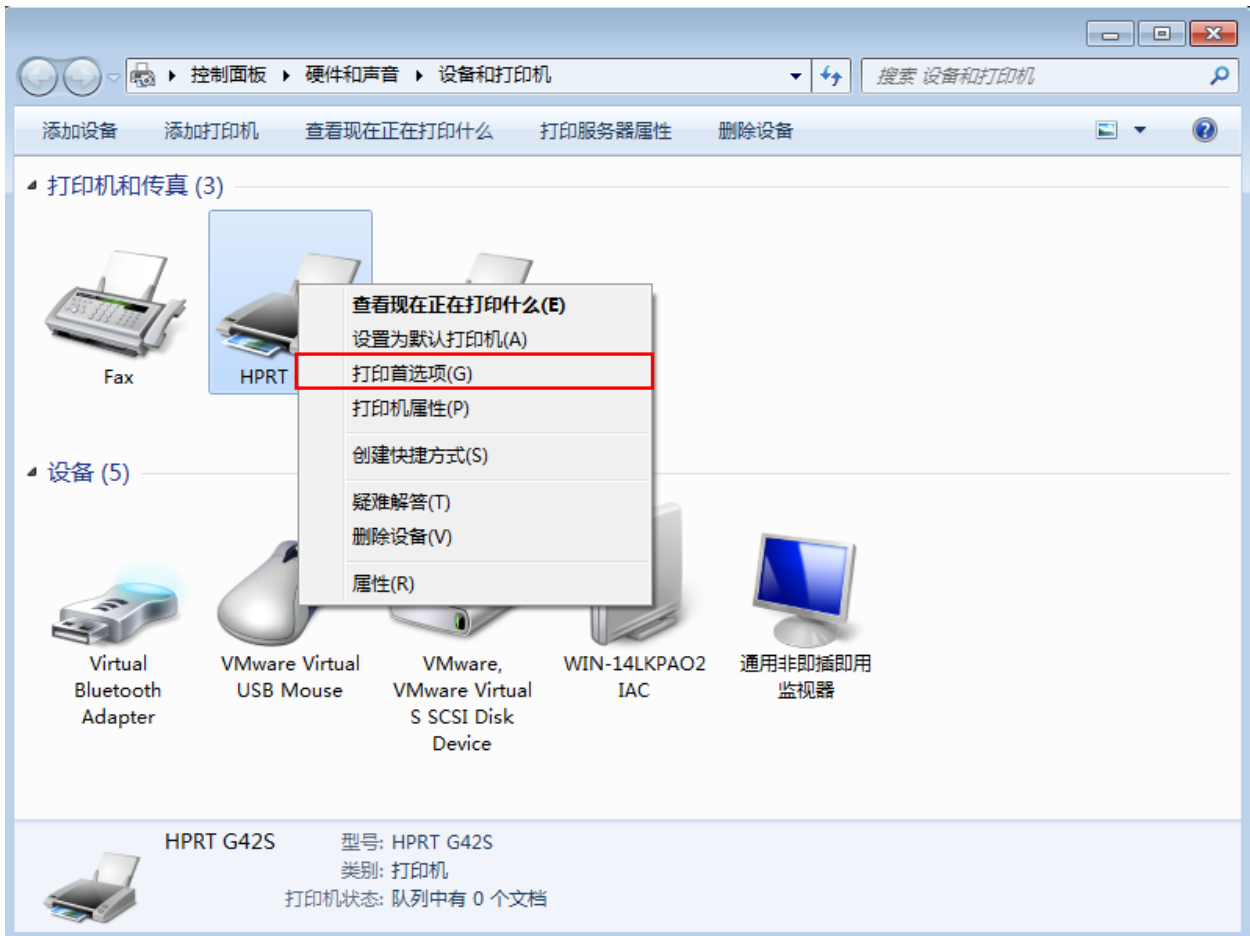 控制面板 硬件和声音 设备和打印机
搜索 设备和打印机
添加设备 添加打印机 查看现在正在打印什么 打印服务器属性 删除设备
打印机和传真 (3)
Fax
HPRT
查看现在正在打印什么(E)
设置为默认打印机(A)
打印首选项(G)
打印机属性(P)
创建快捷方式(S)
疑难解答(T)
删除设备(V)
属性(R)
设备 (5)
Virtual
Bluetooth
Adapter
VMware Virtual
USB Mouse
VMware,
VMware Virtual
S SCSI Disk
Device
WIN-14LKPAO2
IAC
通用非即插即用
监视器
HPRT G42S
型号: HPRT G42S
类别: 打印机
打印机状态: 队列中有 0 个文档